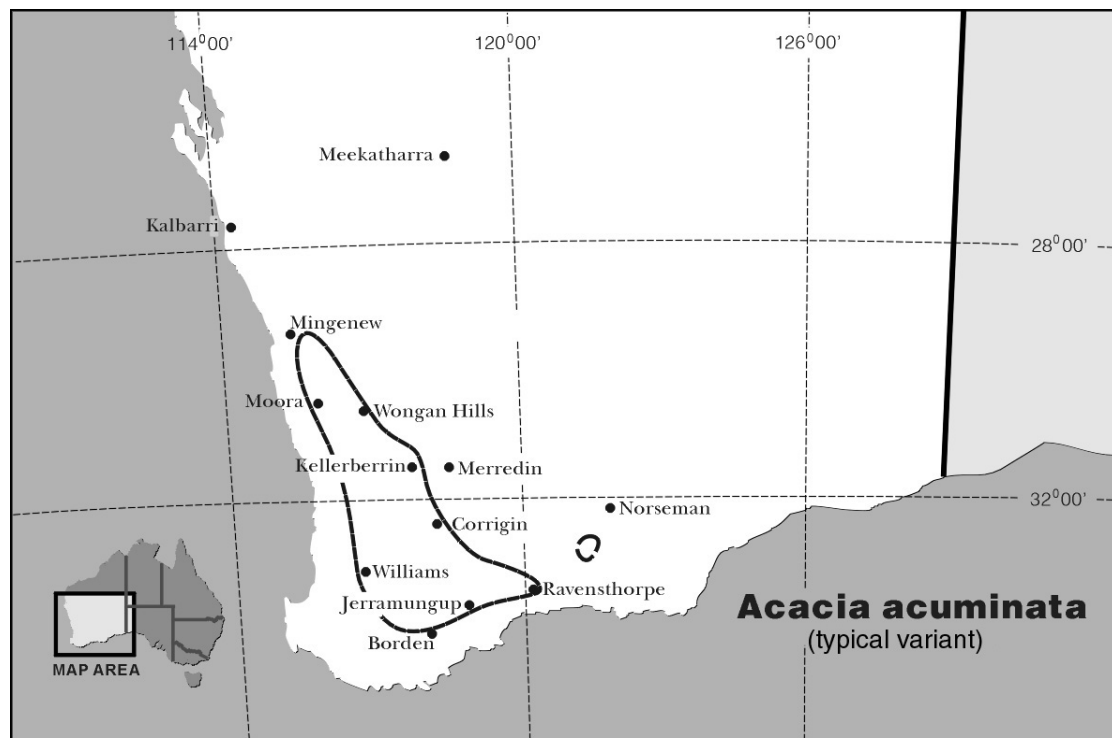 114⁰00'
120⁰00'
126⁰00'
Meekatharra
Kalbarri
28⁰00'
Mingenew
Moora
Wongan Hills
Kellerberrin
Merredin
32⁰00'
Norseman
Corrigin
Williams
Ravensthorpe
Jerramungup
Borden
Acacia acuminata
(typical variant)
MAP AREA